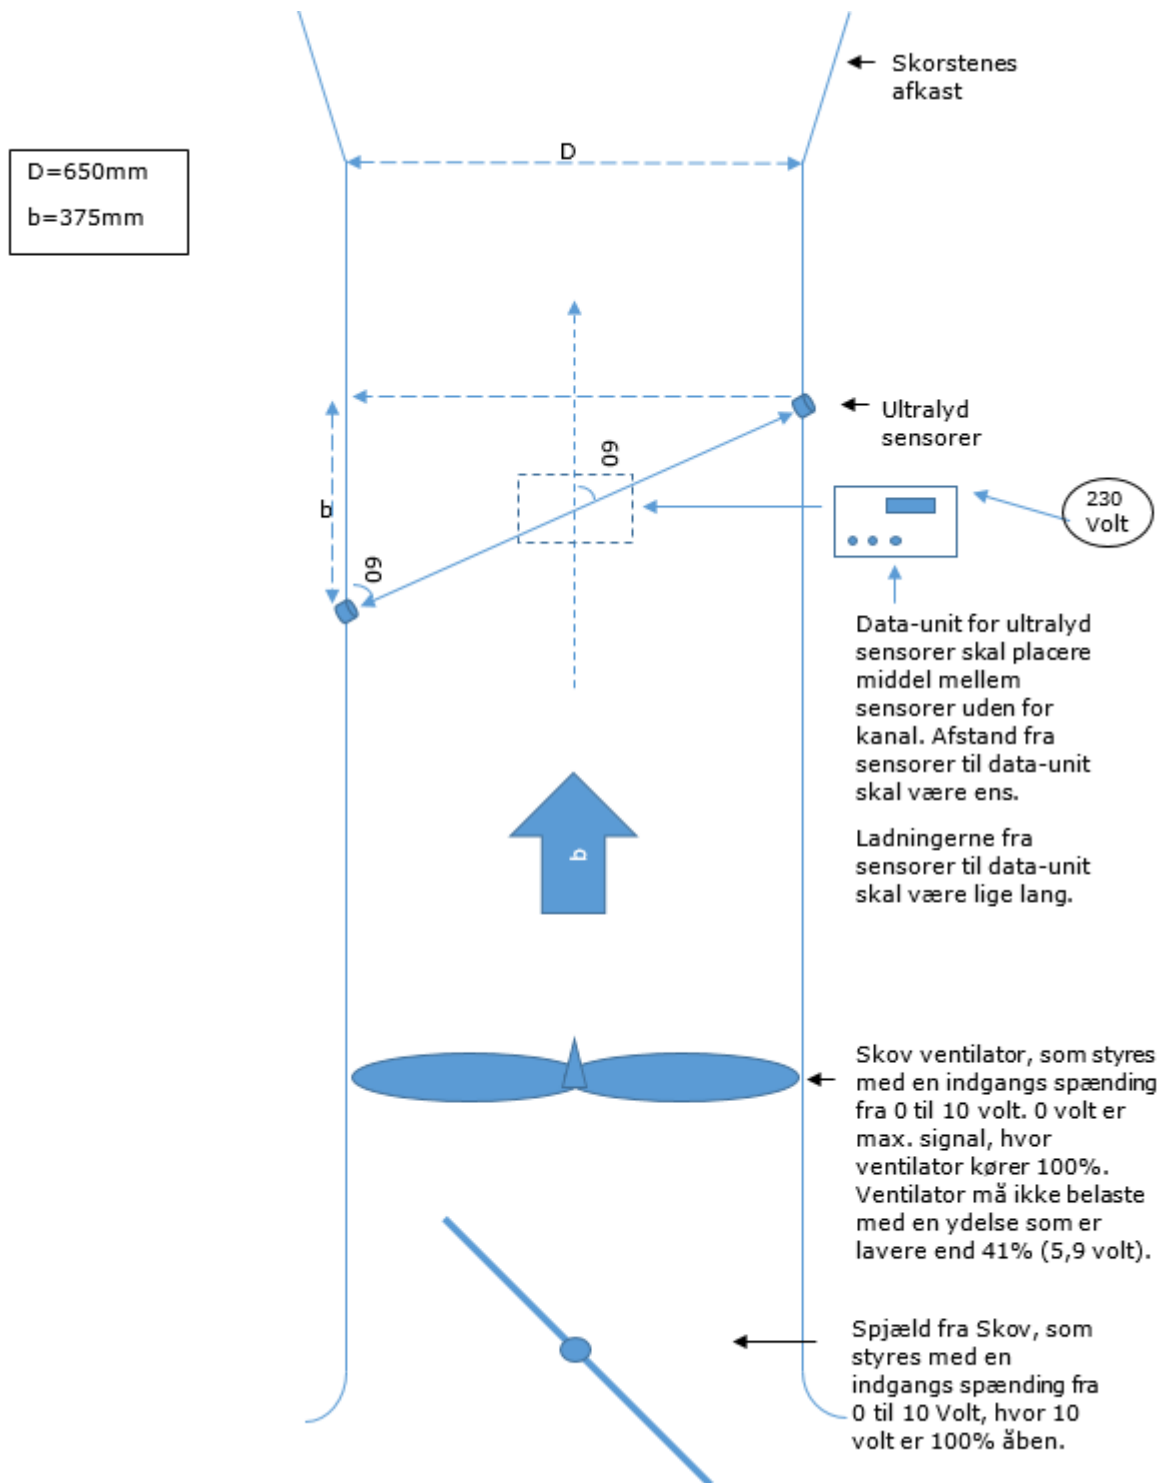 Skorstenes
afkast
D
D=650mm
b=375mm
Ultralyd
sensorer
60
230
Volt
b
60
Data-unit for ultralyd
sensorer skal placere
middel mellem
sensorer uden for
kanal. Afstand fra
sensorer til data-unit
skal være ens.
Ladningerne fra
sensorer til data-unit
skal være lige lang.
b
Skov ventilator, som styres
med en indgangs spænding
fra 0 til 10 volt. 0 volt er
max. signal, hvor
ventilator kører 100%.
Ventilator må ikke belaste
med en ydelse som er
lavere end 41% (5,9 volt).
Spjæld fra Skov, som
styres med en
indgangs spænding fra
0 til 10 Volt, hvor 10
volt er 100% åben.